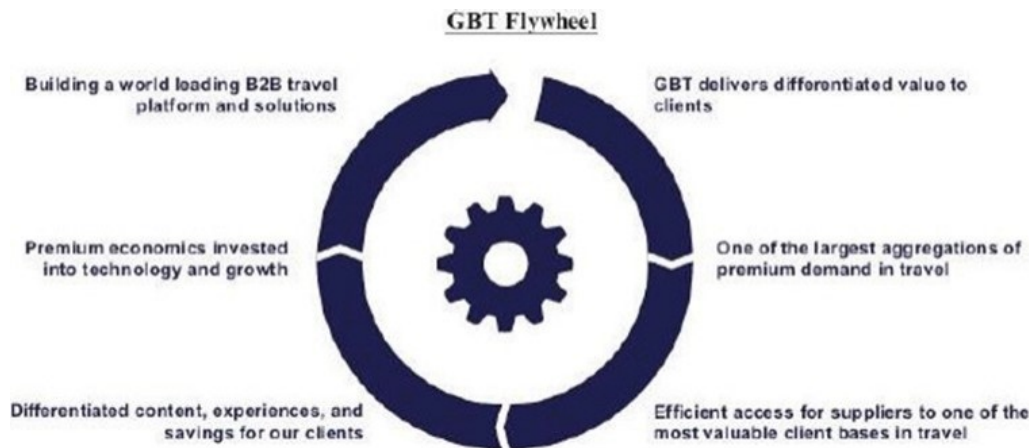 GBT Flywheel
GBT delivers differentiated value to
clients
One of the largest aggregations of
premium demand in travel
Efficient access for suppliers to one of the
most valuable client bases in travel
Differentiated content, experiences, and
savings for our clients
Premium economics invested
into technology and growth
Building a world leading B2B travel
platform and solutions